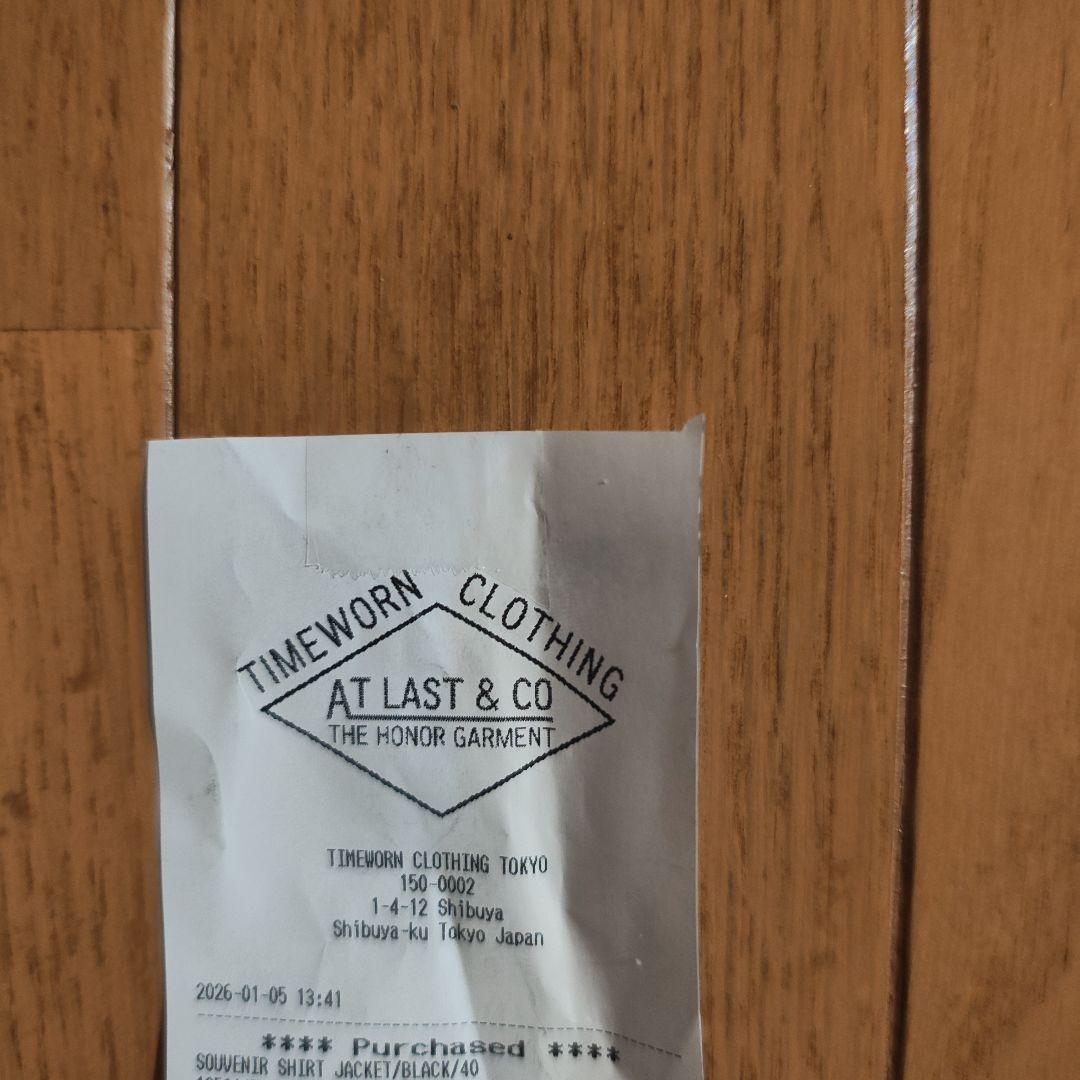 TIMEWORN CLOTHING
AT LAST & CO
THE HONOR GARMENT
TIMEWORN CLOTHING TOKYO
150-0002
1-4-12 Shibuya
Shibuya-ku Tokyo Japan
2026-01-05 13:41
**** Purchased ****
SOUVENIR SHIRT JACKET/BLACK/40